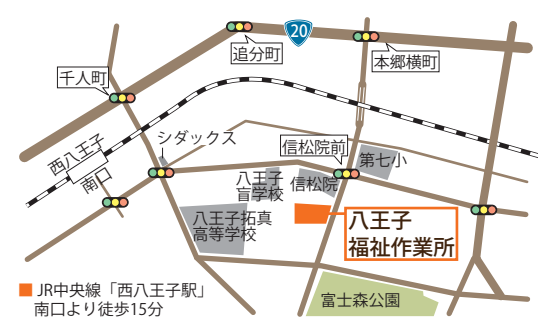 20
追分町
本郷横町
千人町
シダックス
西八王子
南口
信松院前
第七小
八王子
盲学校
信松院
八王子拓真
高等学校
八王子
福祉作業所
富士森公園
JR中央線「西八王子駅」
南口より徒歩15分